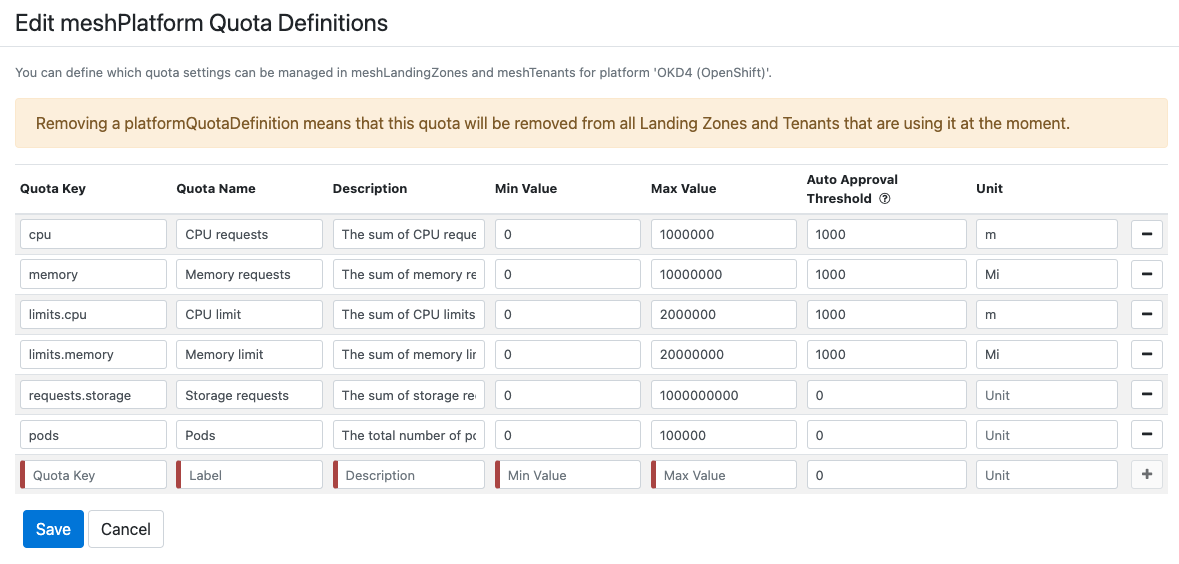 Edit meshPlatform Quota Definitions
You can define which quota settings can be managed in meshLandingZones and meshTenants for platform 'OKD4 (OpenShift)'.
Removing a platformQuotaDefinition means that this quota will be removed from all Landing Zones and Tenants that are using it at the moment.
Quota Key Quota Name Description Min Value Max Value Auto Approval Threshold Unit
cpu CPU requests The sum of CPU reque 0 1000000 1000 m
memory Memory requests The sum of memory re 0 10000000 1000 Mi
limits.cpu CPU limit The sum of CPU limits 0 2000000 1000 m
limits.memory Memory limit The sum of memory lir 0 20000000 1000 Mi
requests.storage Storage requests The sum of storage re 0 1000000000 0 Unit
pods Pods The total number of pc 0 100000 0 Unit
Quota Key Label Description Min Value Max Value 0 Unit
Save Cancel